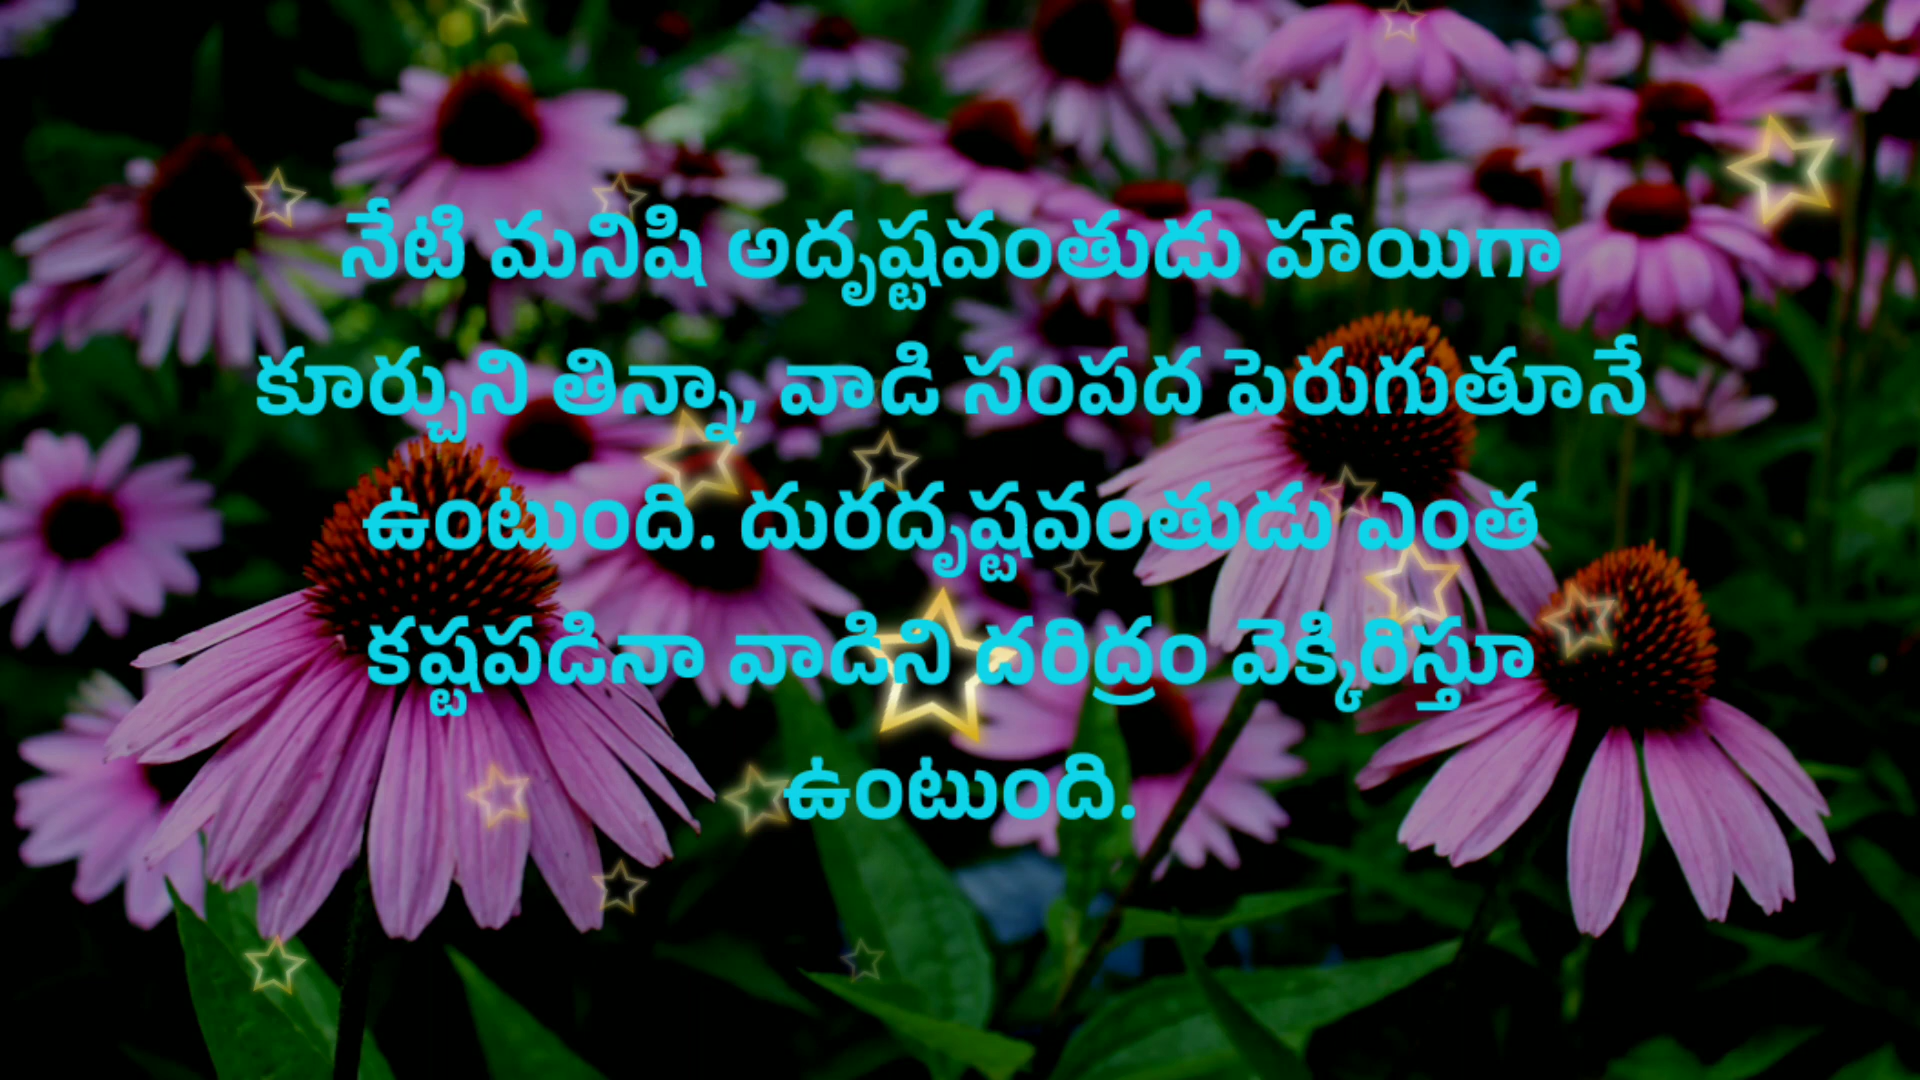 నేటి మనిషి అదృష్టవంతుడు హాయిగా
కూర్చుని తిన్నా, వాడి సంపద పెరుగుతూనే
ఉంటుంది. దురదృష్టవంతుడు ఎంత
కష్టపడినా వాడిని దరిద్రం వెక్కిరిస్తూ
ఉంటుంది.